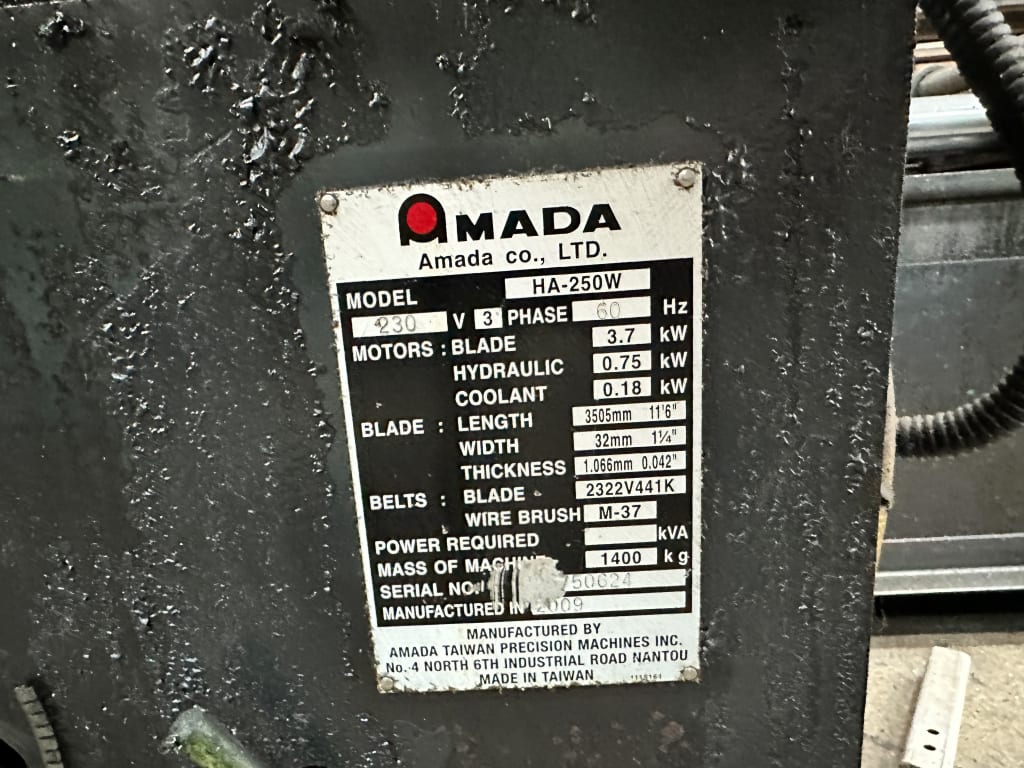 AMADA
Amada co., LTD.
MODEL HA-250W
230 V 3 PHASE 60 Hz
MOTORS : BLADE 3.7 kW
HYDRAULIC 0.75 kW
COOLANT 0.18 kW
BLADE : LENGTH 3505mm 11'6"
WIDTH 32mm 1¼"
THICKNESS 1.066mm 0.042"
BELTS : BLADE 2322V441K
WIRE BRUSH M-37
POWER REQUIRED kVA
MASS OF 1400 kg
SERIAL NO. 50624
MANUFACTURED IN 2009
MANUFACTURED BY
AMADA TAIWAN PRECISION MACHINES INC.
No. 4 NORTH 6TH INDUSTRIAL ROAD NANTOU
MADE IN TAIWAN